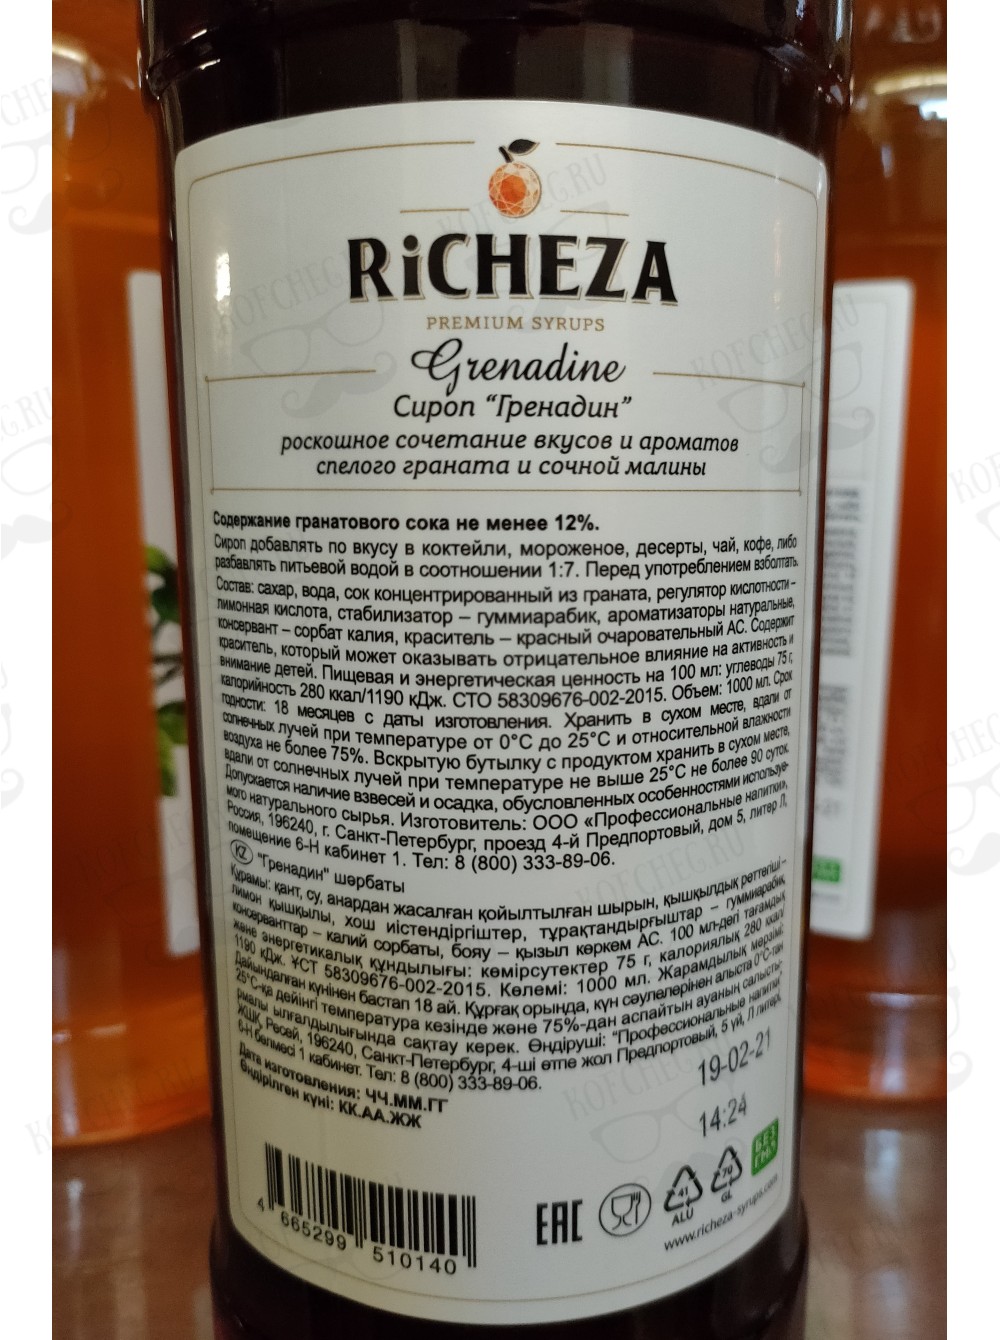 RiCHEZA
PREMIUM SYRUPS
Grenadine
Сироп “Гренадин”
роскошное сочетание вкусов и ароматов
спелого граната и сочной малины
Содержание гранатового сока не менее 12%.
Сироп добавлять по вкусу в коктейли, мороженое, десерты, чай, кофе, либо
разбавлять питьевой водой в соотношении 1:7. Перед употреблением взболтать.
Состав: сахар, вода, сок концентрированный из граната, регулятор кислотности –
лимонная кислота, стабилизатор – гуммиарабик, ароматизаторы натуральные,
консервант – сорбат калия, краситель – красный очаровательный АС. Содержит
краситель, который может оказывать отрицательное влияние на активность и
внимание детей. Пищевая и энергетическая ценность на 100 мл: углеводы 75 г,
калорийность 280 ккал/1190 кДж. СТО 58309676-002-2015. Объем: 1000 мл. Срок
годности: 18 месяцев с даты изготовления. Хранить в сухом месте, вдали от
солнечных лучей при температуре от 0°С до 25°С и относительной влажности
воздуха не более 75%. Вскрытую бутылку с продуктом хранить в сухом месте,
вдали от солнечных лучей при температуре не выше 25°С не более 90 суток.
Допускается наличие взвесей и осадка, обусловленных особенностями используе-
мого натурального сырья. Изготовитель: ООО «Профессиональные напитки»,
Россия, 196240, г. Санкт-Петербург, проезд 4-й Предпортовый, дом 5, литер Л,
помещение 6-Н кабинет 1. Тел: 8 (800) 333-89-06.
KZ "Гренадин" шәрбаты
Құрамы: қант, су, анардан жасалған қойылтылған шырын, қышқылдық реттегіші –
лимон қышқылы, хош иістендіргіштер, тұрақтандырғыштар – гуммиарабик,
консерванттар – калий сорбаты, бояу – қызыл көркем АС. 100 мл-дегі тағамдық
және энергетикалық құндылығы: көмірсутектер 75 г, калориялық 280 ккал/
1190 кДж. ҰСТ 58309676-002-2015. Көлемі: 1000 мл. Жарамдылық мерзімі:
Дайындалған күнінен бастап 18 ай. Құрғақ орында, күн сәулелерінен алыста 0°С-тан
25°С-қа дейінгі температура кезінде және 75%-дан аспайтын ауаның салысты-
рмалы ылғалдылығында сақтау керек. Өндіруші: "Профессиональные напитки"
ЖШҚ, Ресей, 196240, Санкт-Петербург, 4-ші өтпе жол Предпортовый, 5 үй, Л литері,
6-Н бөлмесі 1 кабинет. Тел: 8 (800) 333-89-06.
Дата изготовления: ЧЧ.ММ.ГГ
Өндірілген күні: КК.АА.ЖЖ
19-02-21
14:24
4 665299 510140
EAC
41
ALU
70
GL
БЕЗ
ГМО
www.richeza-syrups.com
KOFCHEG.RU